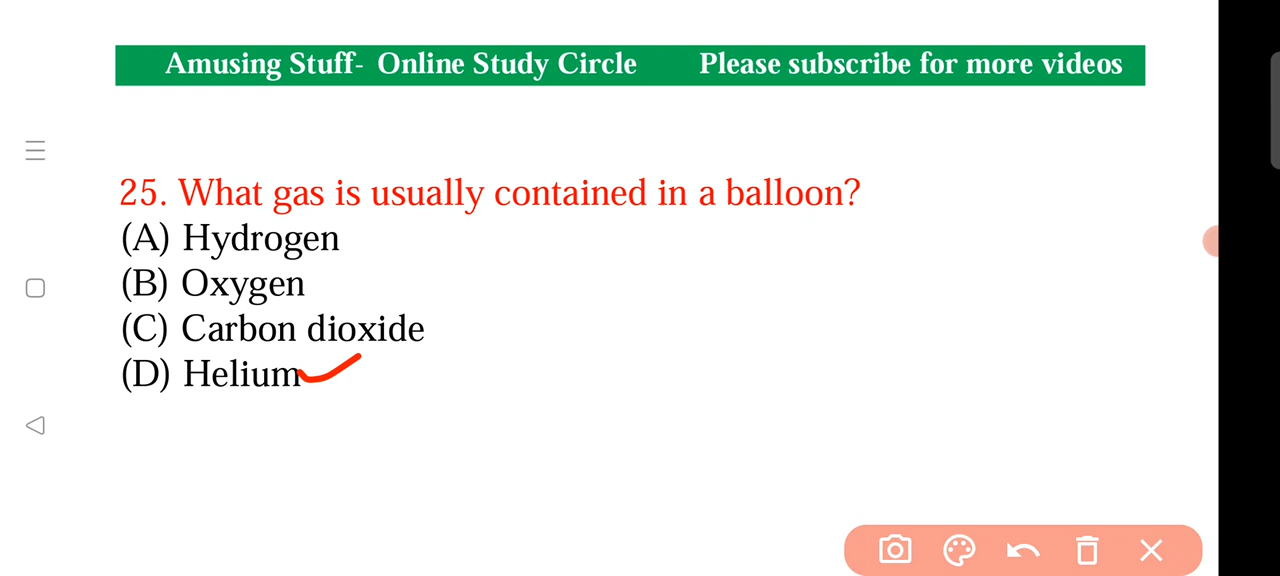 Amusing Stuff- Online Study Circle Please subscribe for more videos
25. What gas is usually contained in a balloon?
(A) Hydrogen
(B) Oxygen
(C) Carbon dioxide
(D) Helium